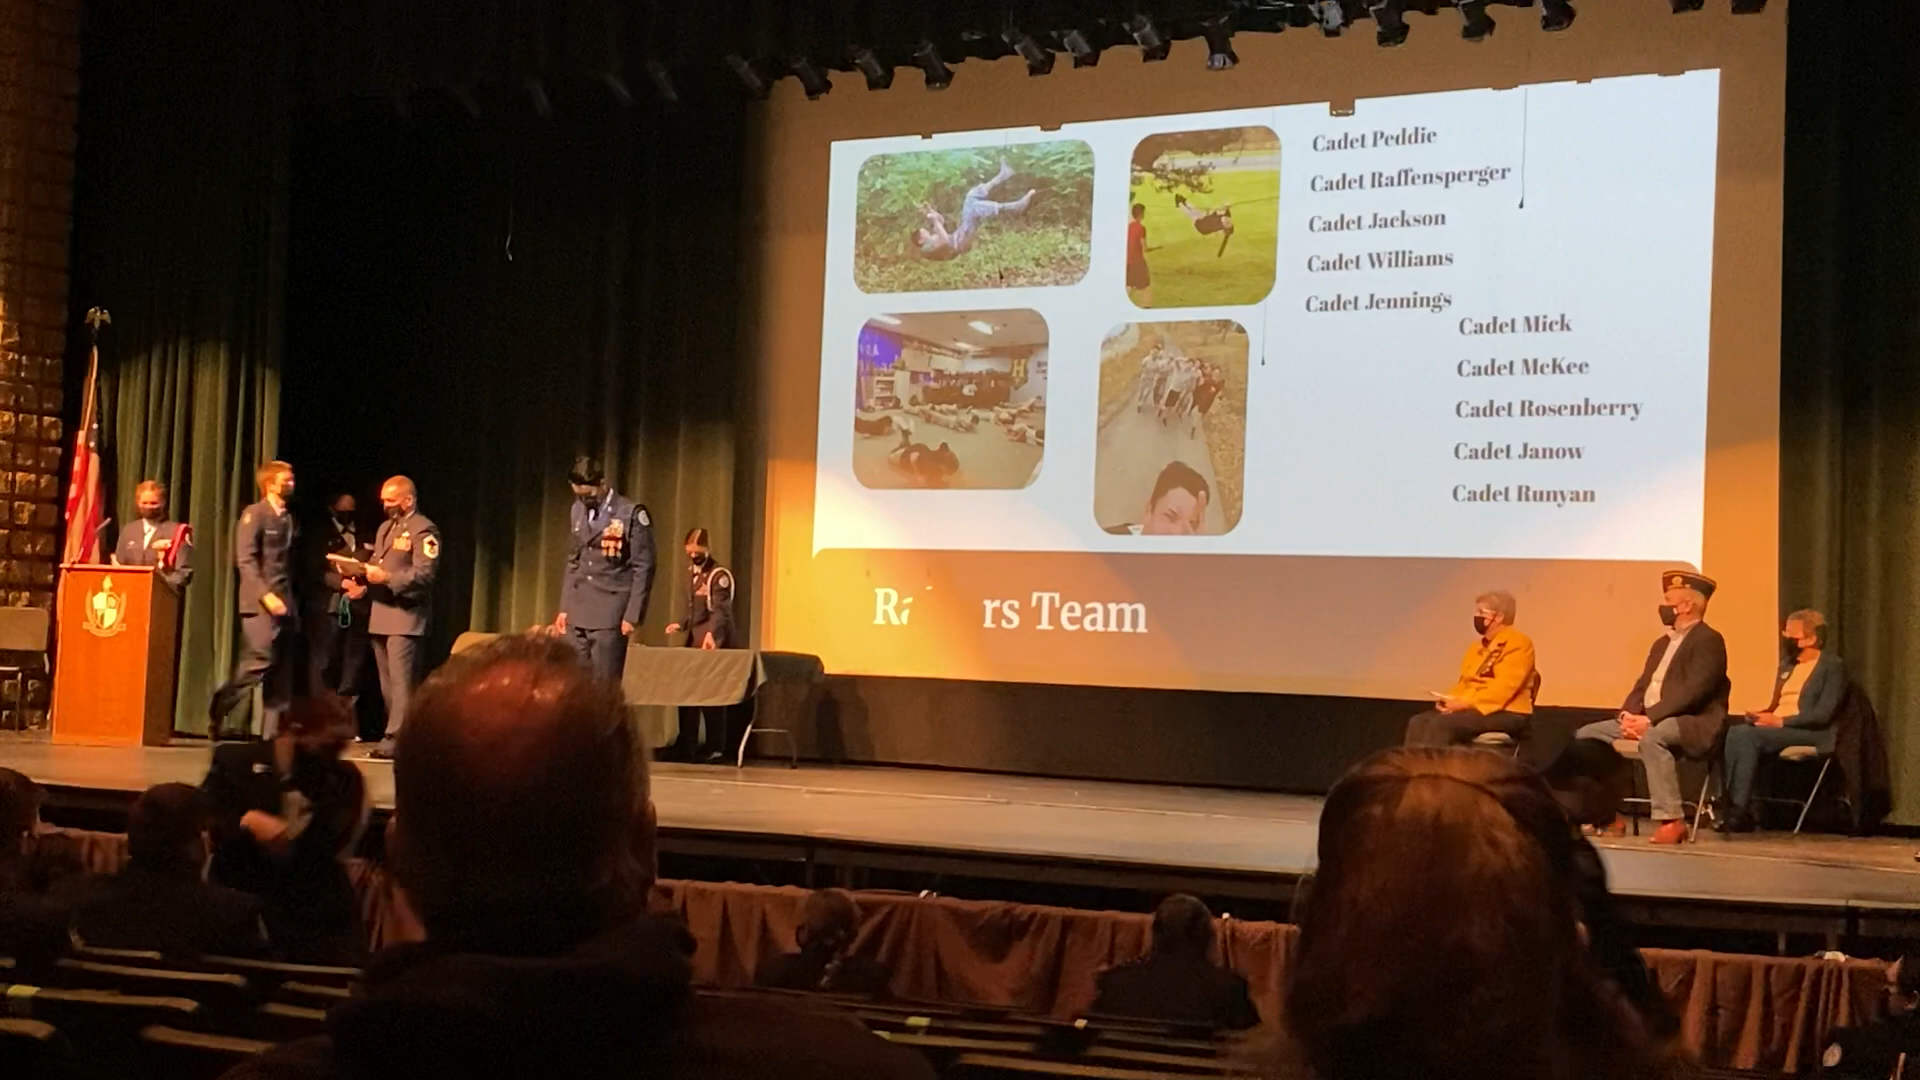 Cadet Peddie
Cadet Raffensperger
Cadet Jackson
Cadet Williams
Cadet Jennings
Cadet Mick
Cadet McKee
Cadet Rosenberry
Cadet Janow
Cadet Runyan
Team